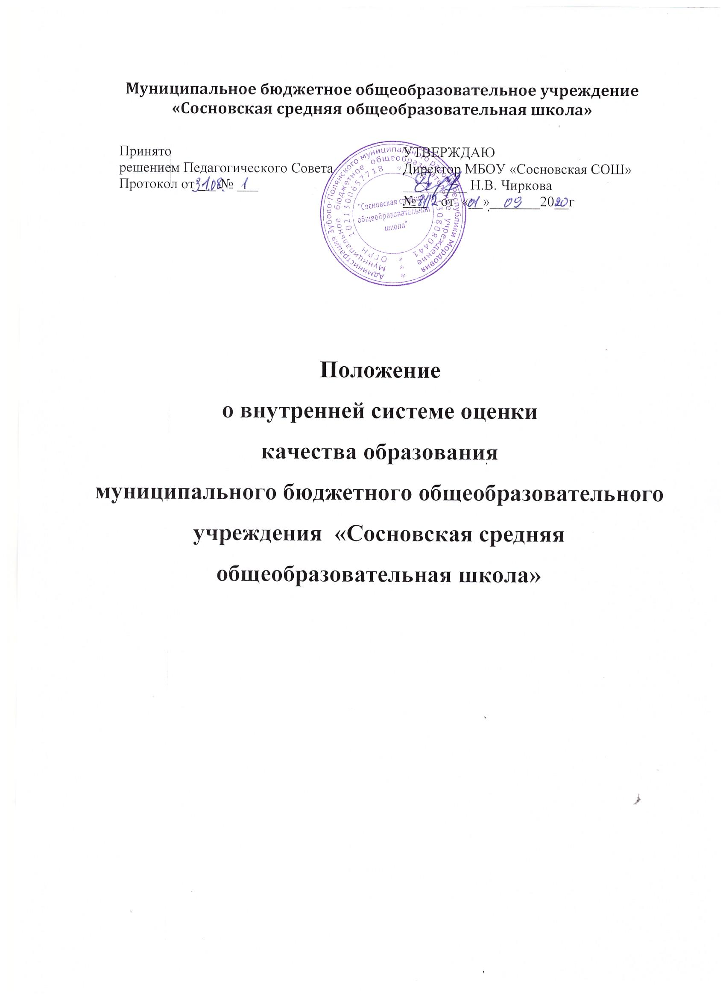 Муниципальное бюджетное общеобразовательное учреждение
«Сосновская средняя общеобразовательная школа»
Принято
решением Педагогического Совета
Протокол от 31.08. № 1
УТВЕРЖДАЮ
Директор МБОУ «Сосновская СОШ»
Н.В. Чиркова
№ 81/2 от «01» 09 2020г
Администрация Зубово-Полянского муниципального района Республики Мордовия
Муниципальное бюджетное общеобразовательное учреждение
ОГРН 1021300657718 * 1308080441
"Сосновская средняя
общеобразовательная
школа"
Положение
о внутренней системе оценки
качества образования
муниципального бюджетного общеобразовательного
учреждения «Сосновская средняя
общеобразовательная школа»